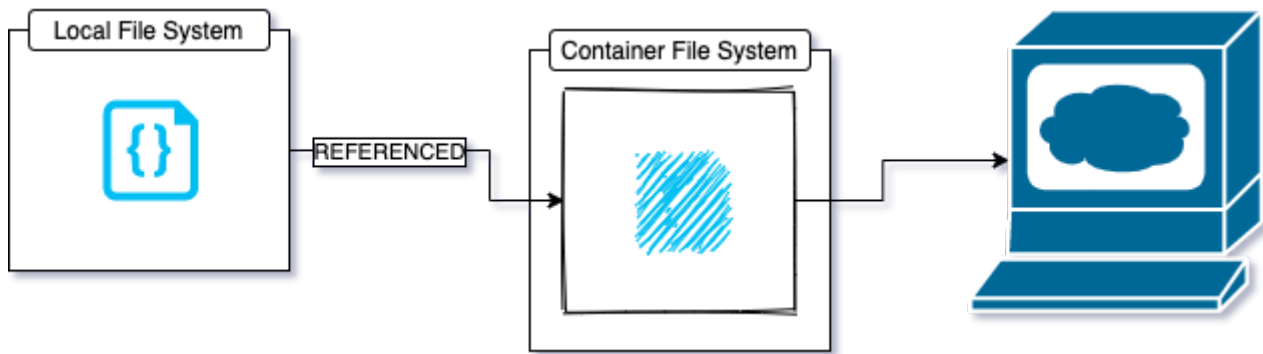 Local File System
{}
REFERENCED
Container File System